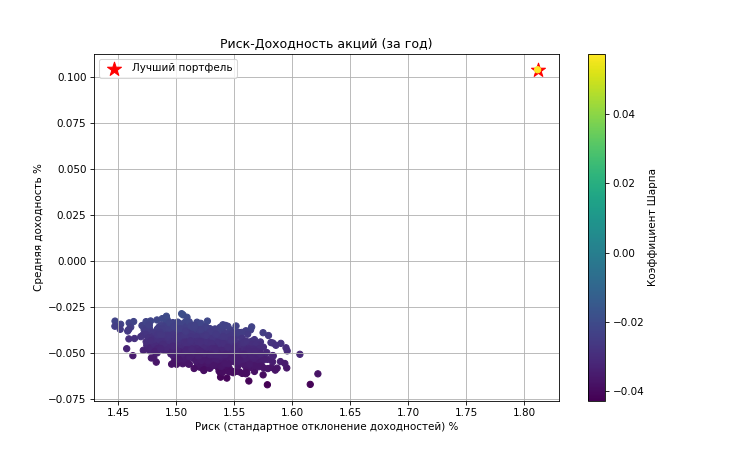 Риск-Доходность акций (за год)
Лучший портфель
0.100
0.075
0.050
0.025
0.000
−0.025
−0.050
−0.075
Средняя доходность %
1.45 1.50 1.55 1.60 1.65 1.70 1.75 1.80
Риск (стандартное отклонение доходностей) %
0.04
0.02
0.00
−0.02
−0.04
Коэффициент Шарпа